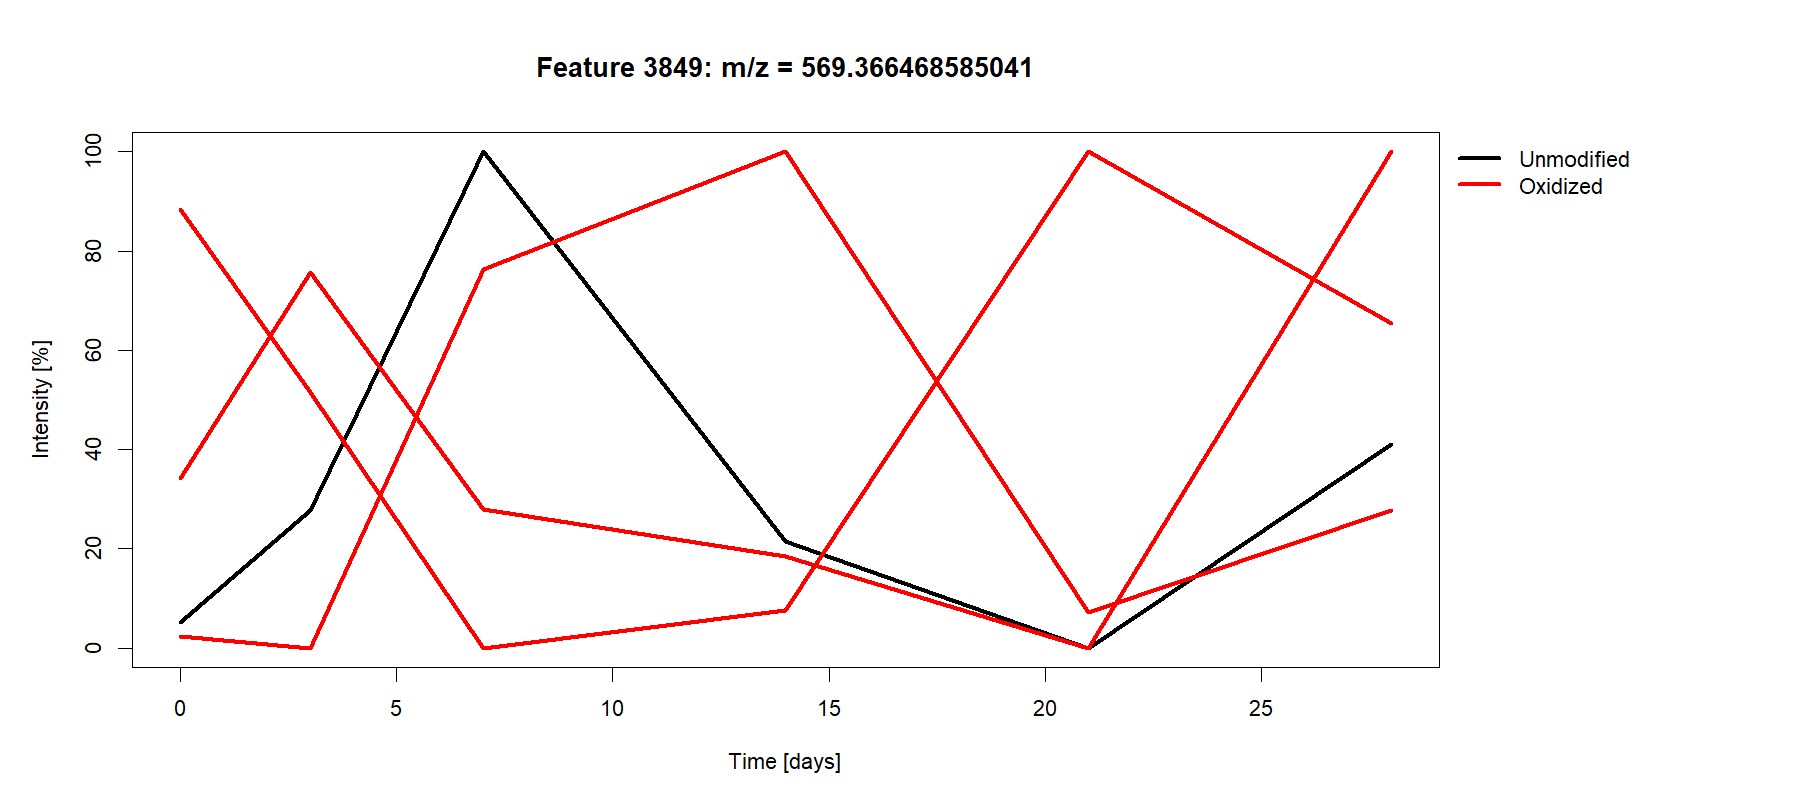 Feature 3849: m/z = 569.366468585041
Unmodified
Oxidized
Intensity [%]
100
80
60
40
20
0
0 5 10 15 20 25
Time [days]